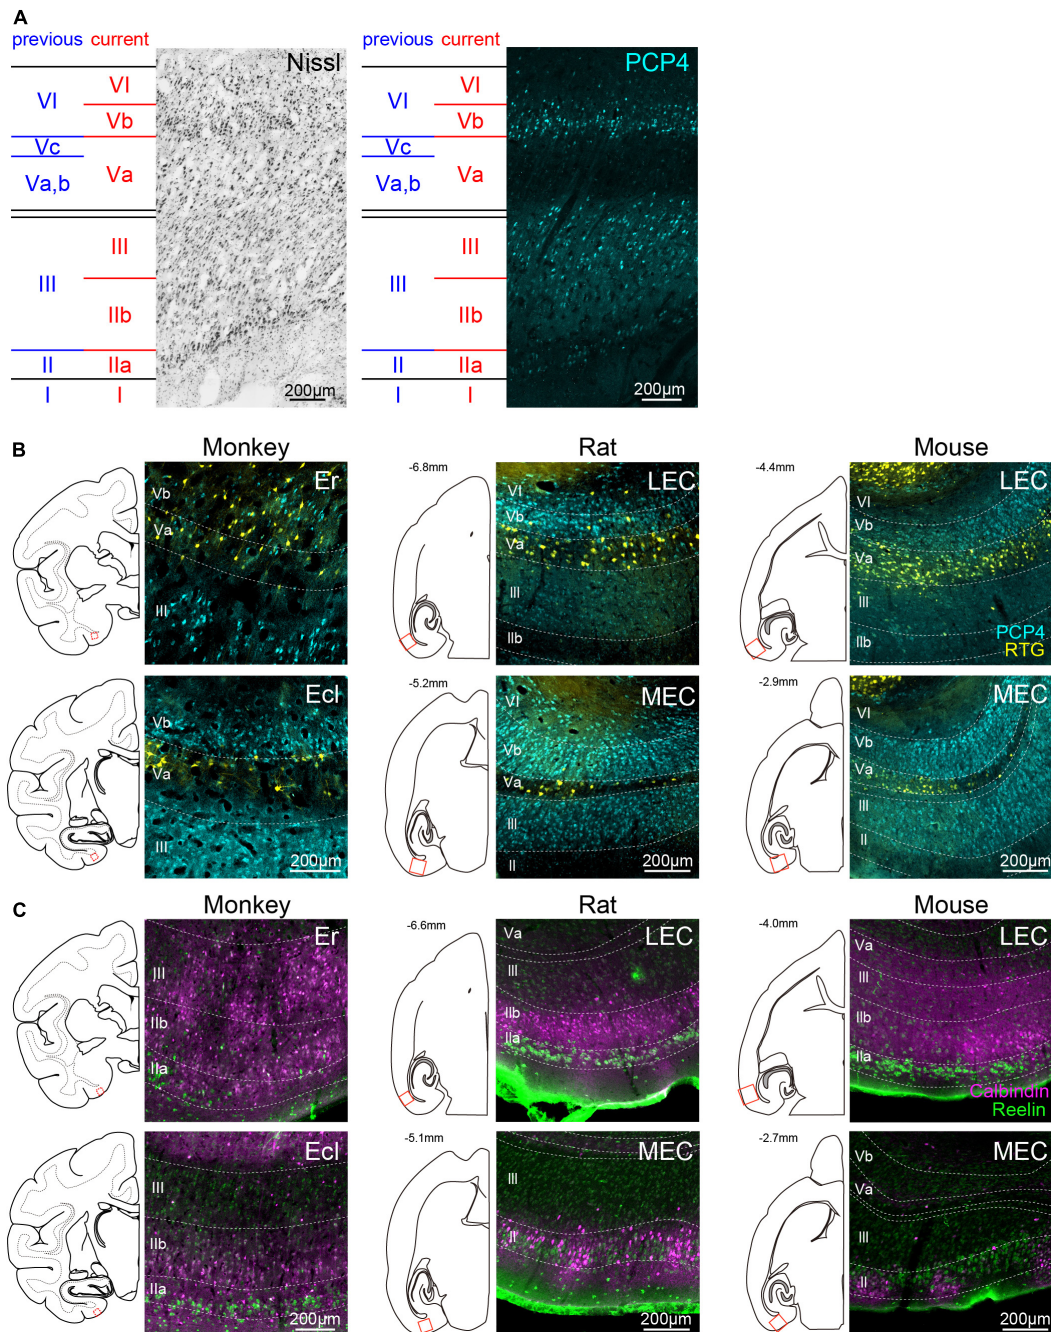 A
previous current previous current
Nissl PCP4
VI VI VI VI
Vb Vb
Vc Vc
Va,b Va Va,b Va
III III III III
IIb IIb
II IIa II IIa
I I I I
200µm 200µm
B
Monkey Rat Mouse
-6.8mm -4.4mm
Er LEC LEC
Vb VI VI
Va Vb Vb
III Va Va
III III
IIb IIb
PCP4
RTG
-5.2mm -2.9mm
Ecl MEC MEC
Vb VI VI
Va Vb Vb
III Va Va
III III
II II
200µm 200µm 200µm
C
Monkey Rat Mouse
-6.6mm -4.0mm
Er LEC LEC
III Va Va
IIb III III
IIa IIb IIb
IIa IIa
Calbindin
Reelin
-5.1mm -2.7mm
Ecl MEC MEC
III III Vb
IIb II Va
IIa III
II
200µm 200µm 200µm